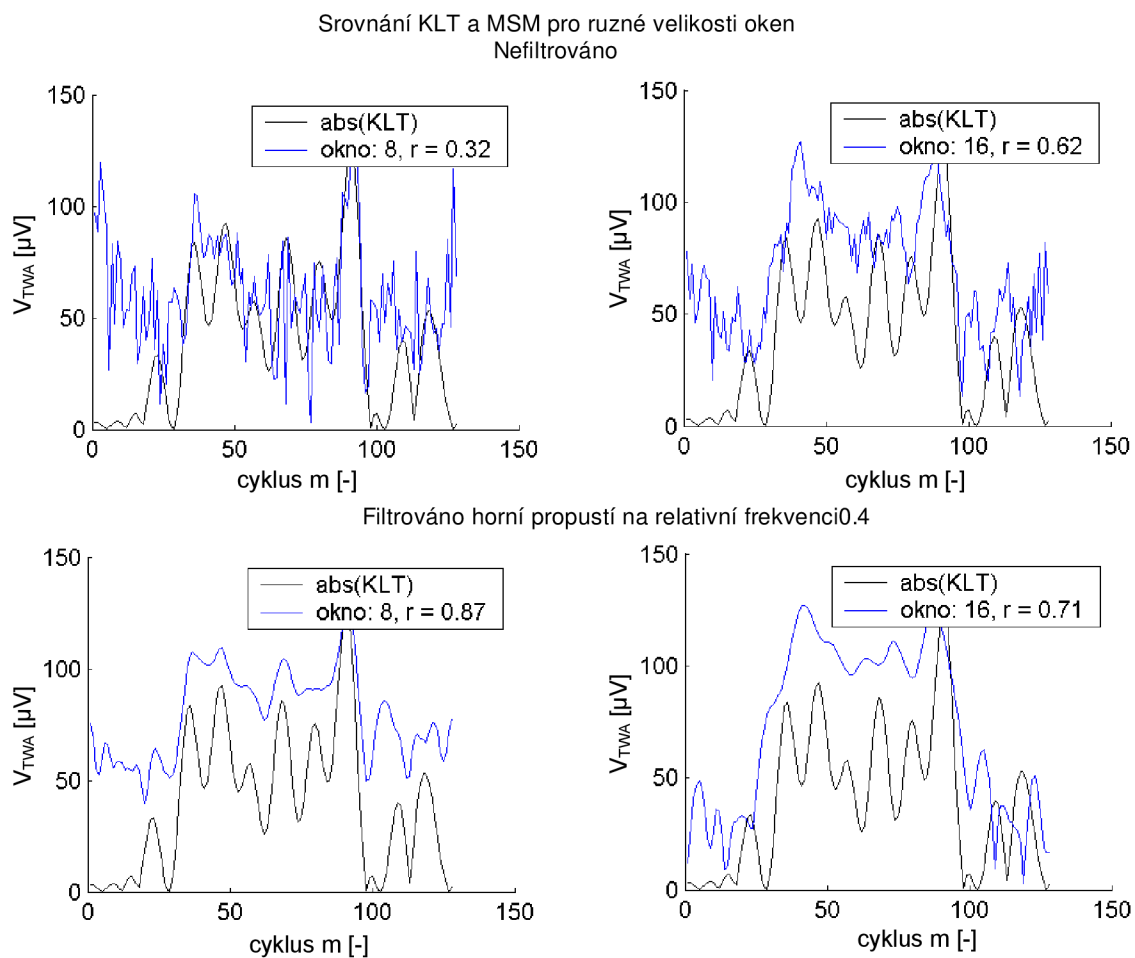 Srovnání KLT a MSM pro ruzné velikosti oken
Nefiltrováno
150
100
50
0
V_TWA [µV]
abs(KLT)
okno: 8, r = 0.32
0
50
100
150
cyklus m [-]
150
100
50
0
V_TWA [µV]
abs(KLT)
okno: 16, r = 0.62
0
50
100
150
cyklus m [-]
Filtrováno horní propustí na relativní frekvenci0.4
150
100
50
0
V_TWA [µV]
abs(KLT)
okno: 8, r = 0.87
0
50
100
150
cyklus m [-]
150
100
50
0
V_TWA [µV]
abs(KLT)
okno: 16, r = 0.71
0
50
100
150
cyklus m [-]